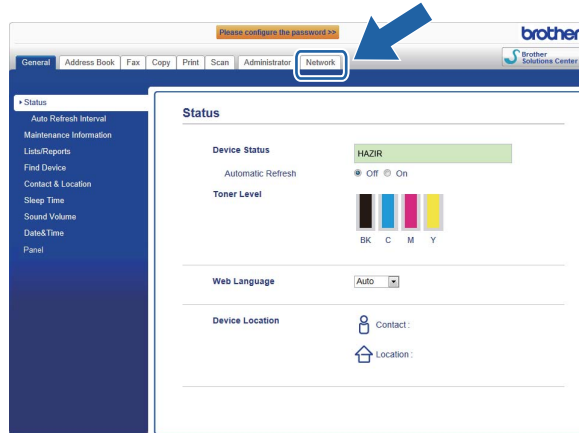 Please configure the password >>
brother
General Address Book Fax Copy Print Scan Administrator Network
Brother
Solutions Center
Status
Auto Refresh Interval
Maintenance Information
Lists/Reports
Find Device
Contact & Location
Sleep Time
Sound Volume
Date&Time
Panel
Status
Device Status HAZIR
Automatic Refresh Off On
Toner Level
BK C M Y
Web Language Auto
Device Location Contact :
Location :